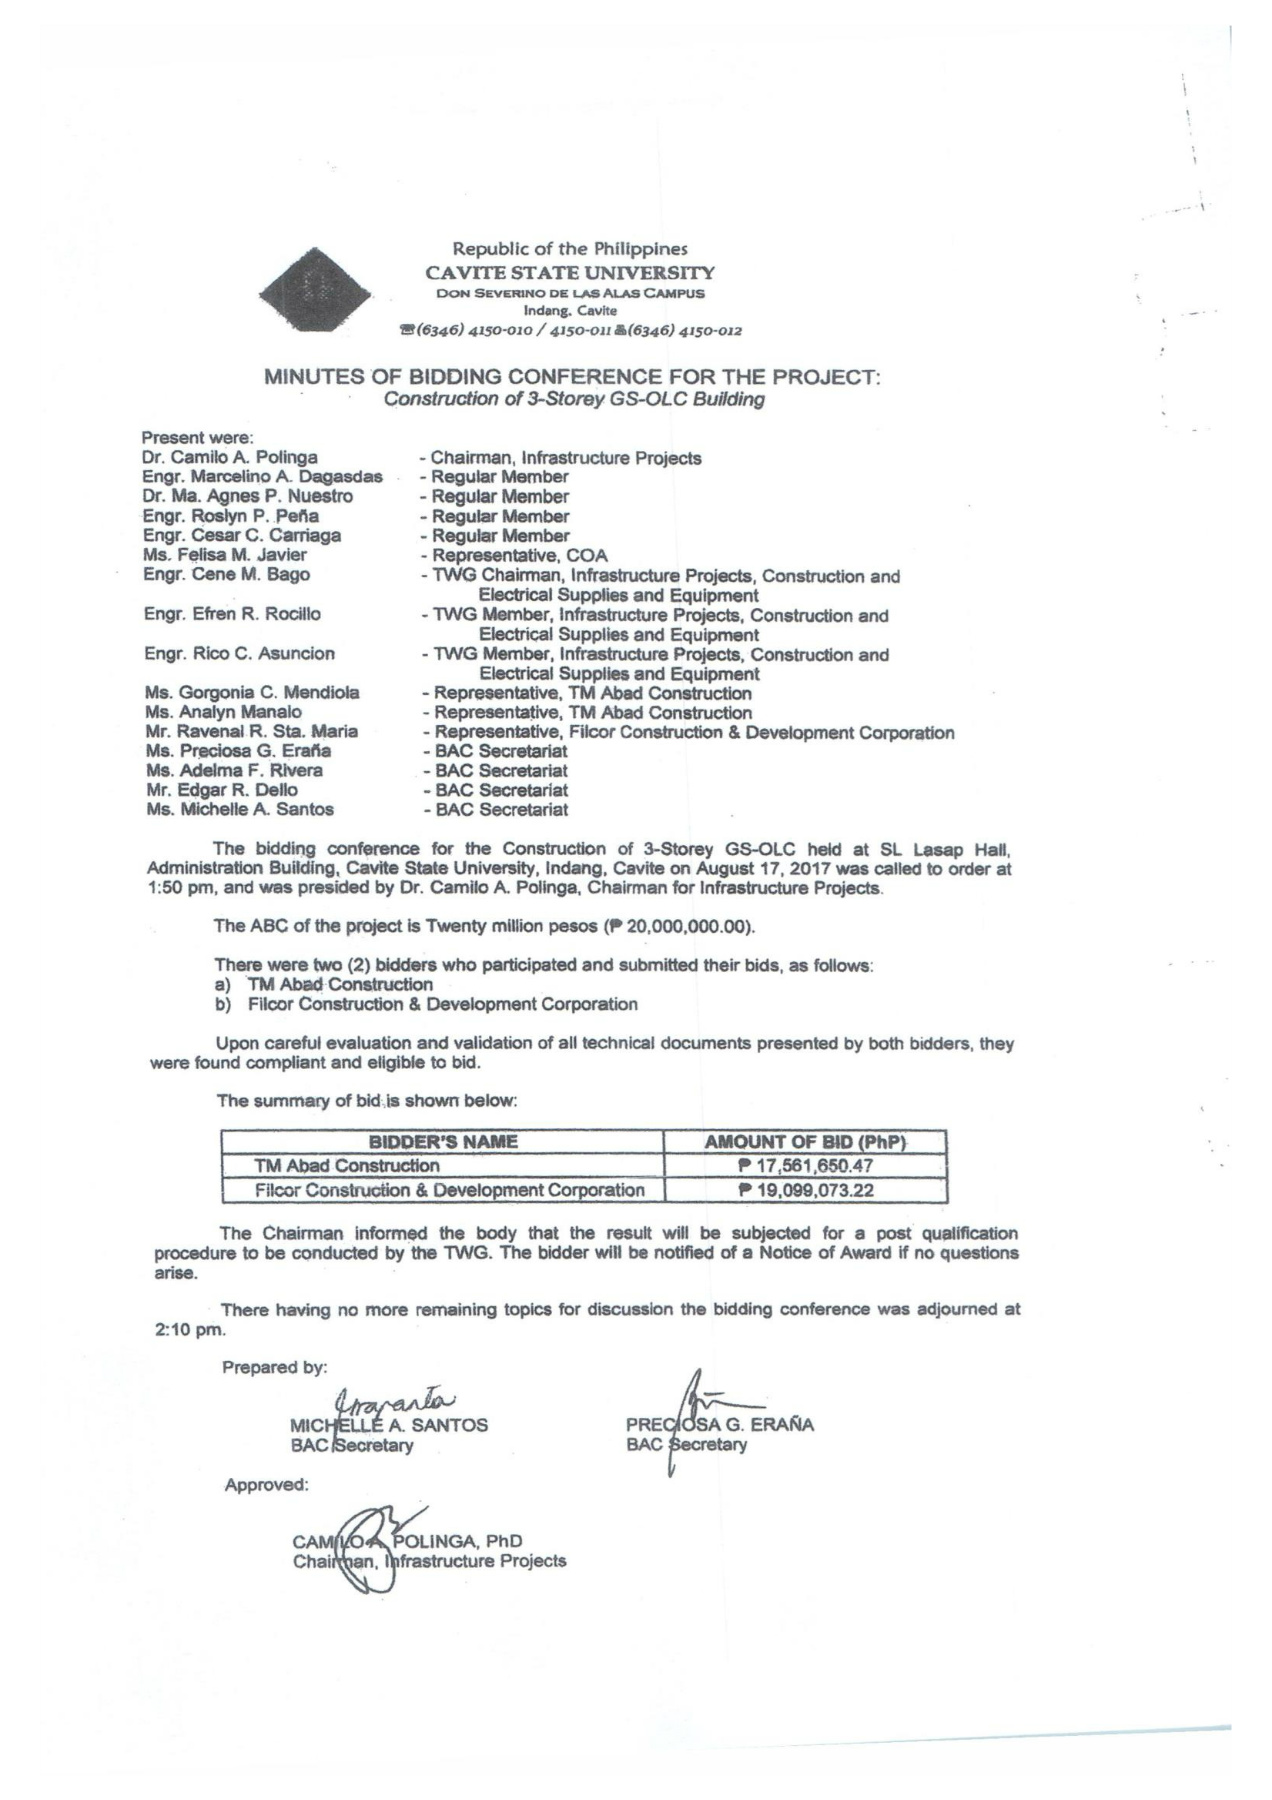 Republic of the Philippines
CAVITE STATE UNIVERSITY
DON SEVERINO DE LAS ALAS CAMPUS
Indang, Cavite
☎(6346) 4150-010 / 4150-011 (6346) 4150-012
MINUTES OF BIDDING CONFERENCE FOR THE PROJECT:
Construction of 3-Storey GS-OLC Building
Present were:
Dr. Camilo A. Polinga - Chairman, Infrastructure Projects
Engr. Marcelino A. Dagasdas - Regular Member
Dr. Ma. Agnes P. Nuestro - Regular Member
Engr. Roslyn P. Peña - Regular Member
Engr. Cesar C. Carriaga - Regular Member
Ms. Felisa M. Javier - Representative, COA
Engr. Cene M. Bago - TWG Chairman, Infrastructure Projects, Construction and
Electrical Supplies and Equipment
Engr. Efren R. Rocillo - TWG Member, Infrastructure Projects, Construction and
Electrical Supplies and Equipment
Engr. Rico C. Asuncion - TWG Member, Infrastructure Projects, Construction and
Electrical Supplies and Equipment
Ms. Gorgonia C. Mendiola - Representative, TM Abad Construction
Ms. Analyn Manalo - Representative, TM Abad Construction
Mr. Ravenal R. Sta. Maria - Representative, Filcor Construction & Development Corporation
Ms. Preciosa G. Eraña - BAC Secretariat
Ms. Adelma F. Rivera - BAC Secretariat
Mr. Edgar R. Dello - BAC Secretariat
Ms. Michelle A. Santos - BAC Secretariat
The bidding conference for the Construction of 3-Storey GS-OLC held at SL Lasap Hall,
Administration Building, Cavite State University, Indang, Cavite on August 17, 2017 was called to order at
1:50 pm, and was presided by Dr. Camilo A. Polinga, Chairman for Infrastructure Projects.
The ABC of the project is Twenty million pesos (₱ 20,000,000.00).
There were two (2) bidders who participated and submitted their bids, as follows:
a) TM Abad Construction
b) Filcor Construction & Development Corporation
Upon careful evaluation and validation of all technical documents presented by both bidders, they
were found compliant and eligible to bid.
The summary of bid is shown below:
BIDDER'S NAME AMOUNT OF BID (PhP)
TM Abad Construction ₱ 17,561,650.47
Filcor Construction & Development Corporation ₱ 19,099,073.22
The Chairman informed the body that the result will be subjected for a post qualification
procedure to be conducted by the TWG. The bidder will be notified of a Notice of Award if no questions
arise.
There having no more remaining topics for discussion the bidding conference was adjourned at
2:10 pm.
Prepared by:
MICHELLE A. SANTOS PRECIOSA G. ERAÑA
BAC Secretary BAC Secretary
Approved:
CAMILO A. POLINGA, PhD
Chairman, Infrastructure Projects